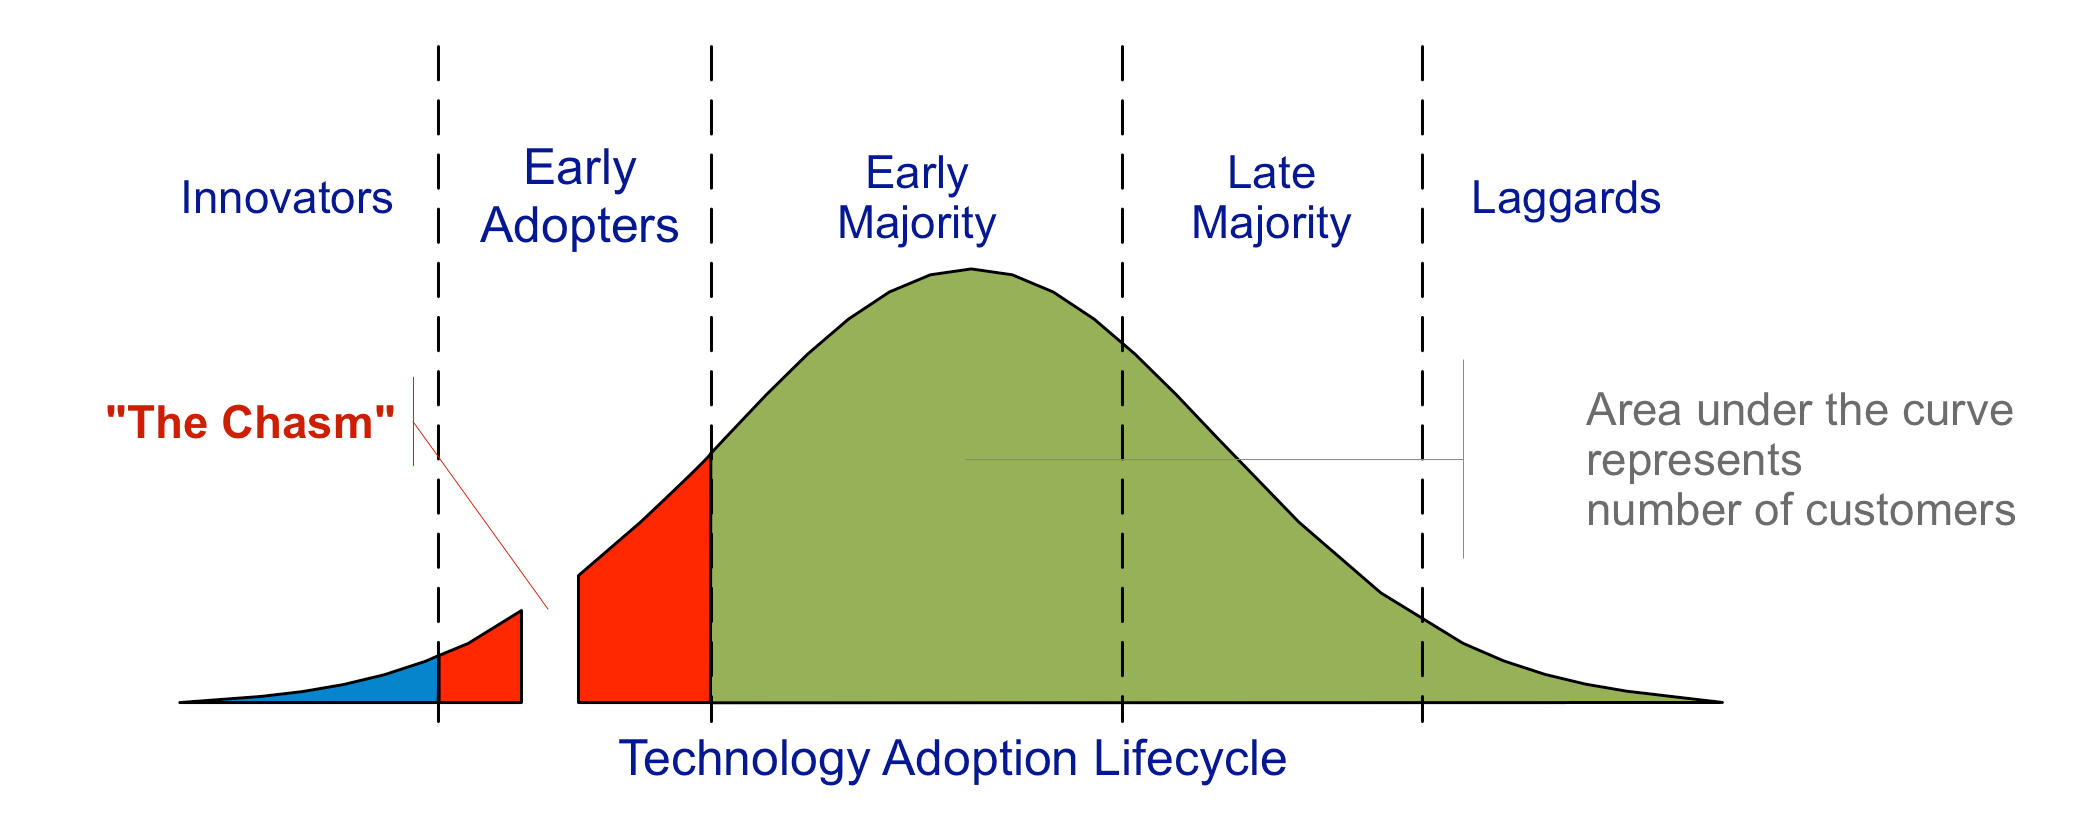 Innovators
Early
Adopters
Early
Majority
Late
Majority
Laggards
"The Chasm"
Area under the curve
represents
number of customers
Technology Adoption Lifecycle